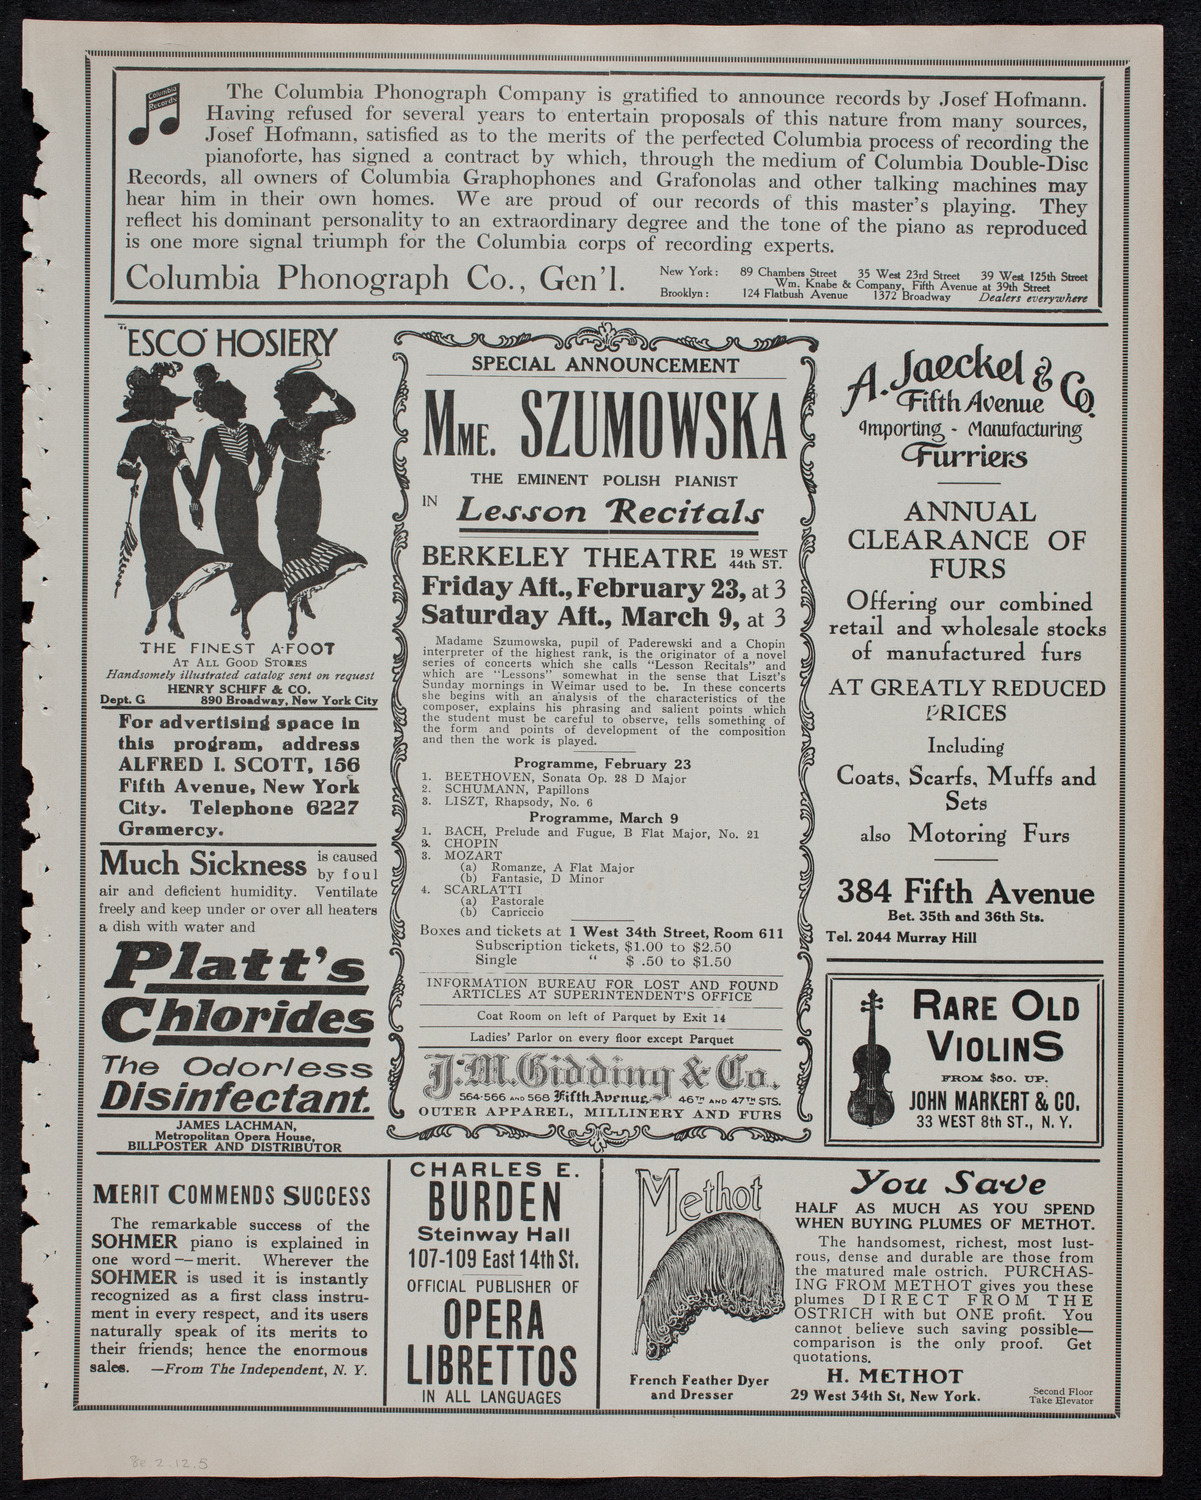 Columbia
Records
The Columbia Phonograph Company is gratified to announce records by Josef Hofmann.
Having refused for several years to entertain proposals of this nature from many sources,
Josef Hofmann, satisfied as to the merits of the perfected Columbia process of recording the
pianoforte, has signed a contract by which, through the medium of Columbia Double-Disc
Records, all owners of Columbia Graphophones and Grafonolas and other talking machines may
hear him in their own homes. We are proud of our records of this master's playing. They
reflect his dominant personality to an extraordinary degree and the tone of the piano as reproduced
is one more signal triumph for the Columbia corps of recording experts.
Columbia Phonograph Co., Gen'l.
New York: 89 Chambers Street 35 West 23rd Street 39 West 125th Street
Wm. Knabe & Company, Fifth Avenue at 39th Street
Brooklyn: 124 Flatbush Avenue 1372 Broadway Dealers everywhere
"ESCO" HOSIERY
THE FINEST A-FOOT
AT ALL GOOD STORES
Handsomely illustrated catalog sent on request
HENRY SCHIFF & CO.
Dept. G 890 Broadway, New York City
For advertising space in
this program, address
ALFRED I. SCOTT, 156
Fifth Avenue, New York
City. Telephone 6227
Gramercy.
Much Sickness is caused
by foul
air and deficient humidity. Ventilate
freely and keep under or over all heaters
a dish with water and
Platt's
Chlorides
The Odorless
Disinfectant.
JAMES LACHMAN,
Metropolitan Opera House,
BILLPOSTER AND DISTRIBUTOR
SPECIAL ANNOUNCEMENT
MME. SZUMOWSKA
THE EMINENT POLISH PIANIST
IN Lesson Recitals
BERKELEY THEATRE 19 WEST
44th ST.
Friday Aft., February 23, at 3
Saturday Aft., March 9, at 3
Madame Szumowska, pupil of Paderewski and a Chopin
interpreter of the highest rank, is the originator of a novel
series of concerts which she calls "Lesson Recitals" and
which are "Lessons" somewhat in the sense that Liszt's
Sunday mornings in Weimar used to be. In these concerts
she begins with an analysis of the characteristics of the
composer, explains his phrasing and salient points which
the student must be careful to observe, tells something of
the form and points of development of the composition
and then the work is played.
Programme, February 23
1. BEETHOVEN, Sonata Op. 28 D Major
2. SCHUMANN, Papillons
3. LISZT, Rhapsody, No. 6
Programme, March 9
1. BACH, Prelude and Fugue, B Flat Major, No. 21
2. CHOPIN
3. MOZART
(a) Romanze, A Flat Major
(b) Fantasie, D Minor
4. SCARLATTI
(a) Pastorale
(b) Capriccio
Boxes and tickets at 1 West 34th Street, Room 611
Subscription tickets, $1.00 to $2.50
Single " $ .50 to $1.50
INFORMATION BUREAU FOR LOST AND FOUND
ARTICLES AT SUPERINTENDENT'S OFFICE
Coat Room on left of Parquet by Exit 14
Ladies' Parlor on every floor except Parquet
J.M. Gidding & Co.
564-566 AND 568 Fifth Avenue 46TH AND 47TH STS.
OUTER APPAREL, MILLINERY AND FURS
A. Jaeckel & Co.
Fifth Avenue
Importing - Manufacturing
Furriers
ANNUAL
CLEARANCE OF
FURS
Offering our combined
retail and wholesale stocks
of manufactured furs
AT GREATLY REDUCED
PRICES
Including
Coats, Scarfs, Muffs and
Sets
also Motoring Furs
384 Fifth Avenue
Bet. 35th and 36th Sts.
Tel. 2044 Murray Hill
RARE OLD
VIOLINS
FROM $50. UP.
JOHN MARKERT & CO.
33 WEST 8th ST., N. Y.
MERIT COMMENDS SUCCESS
The remarkable success of the
SOHMER piano is explained in
one word—merit. Wherever the
SOHMER is used it is instantly
recognized as a first class instru-
ment in every respect, and its users
naturally speak of its merits to
their friends; hence the enormous
sales. —From The Independent, N. Y.
CHARLES E.
BURDEN
Steinway Hall
107-109 East 14th St.
OFFICIAL PUBLISHER OF
OPERA
LIBRETTOS
IN ALL LANGUAGES
Methot
French Feather Dyer
and Dresser
You Save
HALF AS MUCH AS YOU SPEND
WHEN BUYING PLUMES OF METHOT.
The handsomest, richest, most lust-
rous, dense and durable are those from
the matured male ostrich. PURCHAS-
ING FROM METHOT gives you these
plumes DIRECT FROM THE
OSTRICH with but ONE profit. You
cannot believe such saving possible—
comparison is the only proof. Get
quotations.
H. METHOT
29 West 34th St, New York. Second Floor
Take Elevator
8e.2.12.5